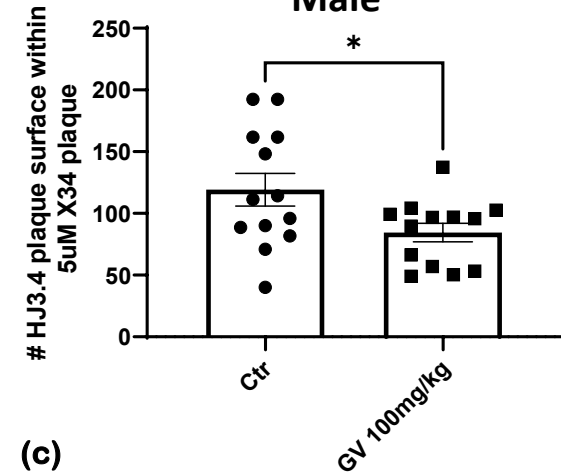 Male
# HJ3.4 plaque surface within
5uM X34 plaque
250
200
150
100
50
0
*
Ctr
GV 100mg/kg
(c)